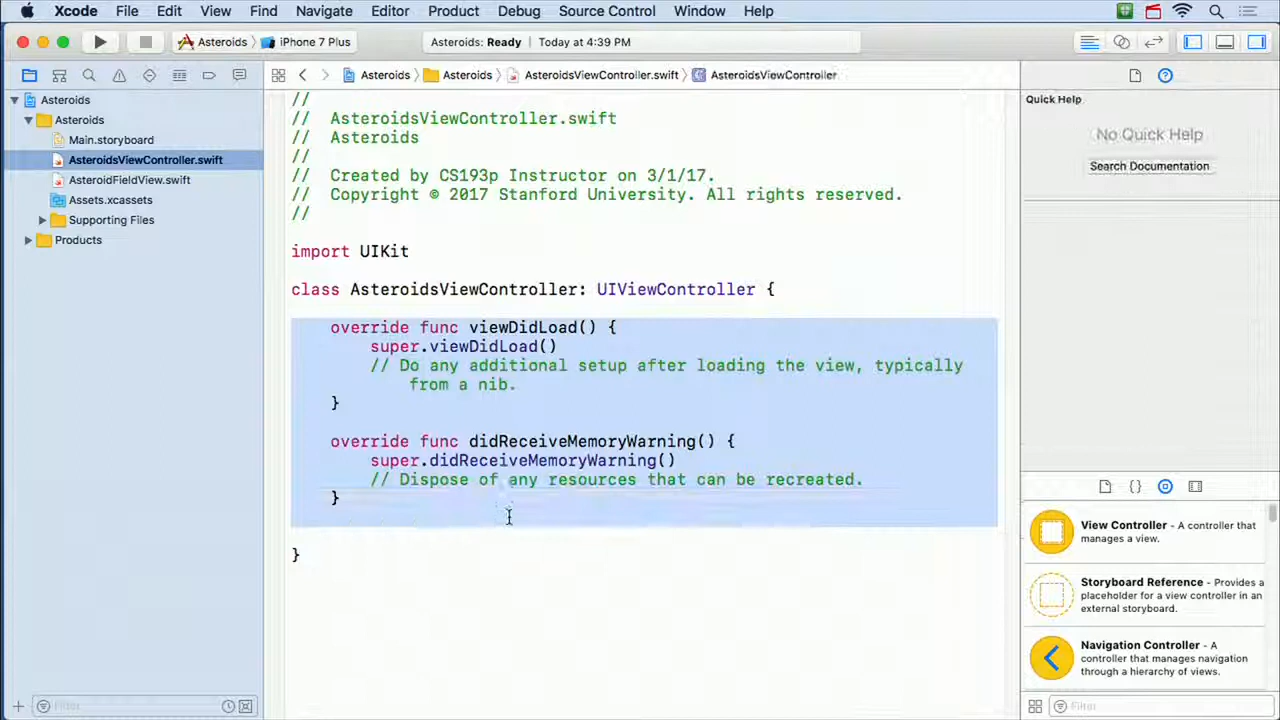 Xcode File Edit View Find Navigate Editor Product Debug Source Control Window Help
Asteroids iPhone 7 Plus
Asteroids: Ready | Today at 4:39 PM
Asteroids Asteroids AsteroidsViewController.swift AsteroidsViewController
Asteroids
Asteroids
Main.storyboard
AsteroidsViewController.swift
AsteroidFieldView.swift
Assets.xcassets
Supporting Files
Products
Filter
//
// AsteroidsViewController.swift
// Asteroids
//
// Created by CS193p Instructor on 3/1/17.
// Copyright © 2017 Stanford University. All rights reserved.
//
import UIKit
class AsteroidsViewController: UIViewController {
override func viewDidLoad() {
super.viewDidLoad()
// Do any additional setup after loading the view, typically
from a nib.
}
override func didReceiveMemoryWarning() {
super.didReceiveMemoryWarning()
// Dispose of any resources that can be recreated.
}
}
Quick Help
No Quick Help
Search Documentation
{}
View Controller - A controller that
manages a view.
Storyboard Reference - Provides a
placeholder for a view controller in an
external storyboard.
Navigation Controller - A
controller that manages navigation
through a hierarchy of views.
Filter